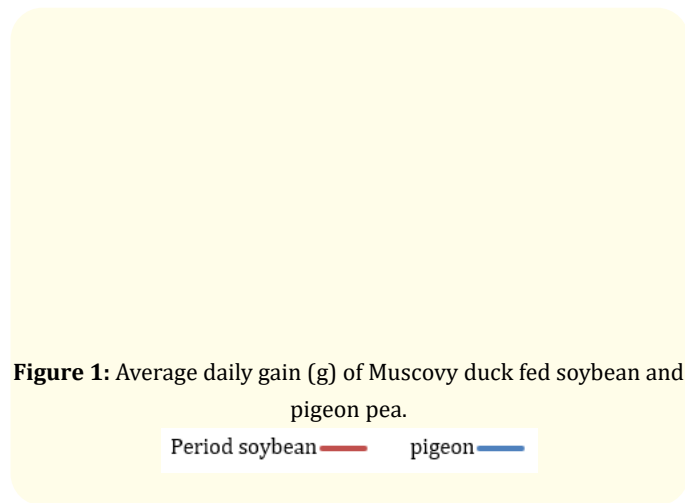 Figure 1: Average daily gain (g) of Muscovy duck fed soybean and
pigeon pea.
Period soybean pigeon